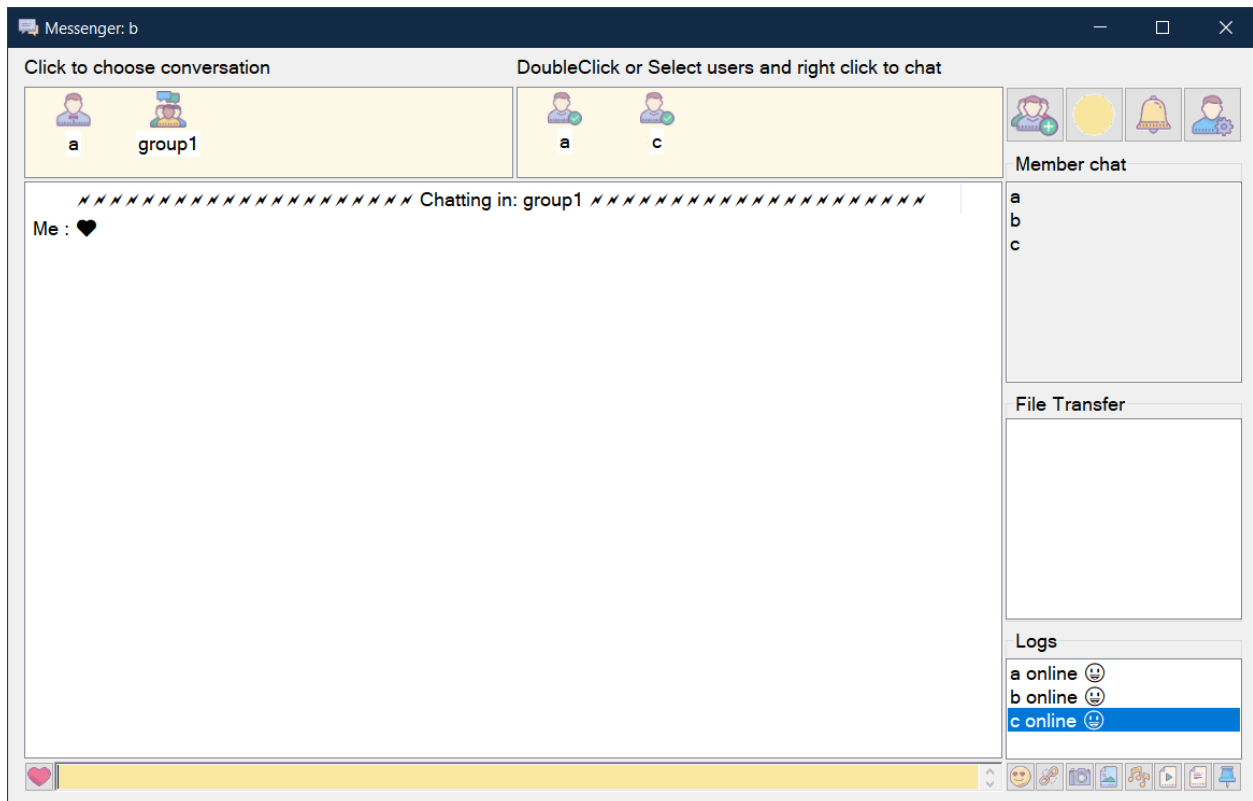 Messenger: b
Click to choose conversation
DoubleClick or Select users and right click to chat
a
group1
a
c
Chatting in: group1
Me : ♥
Member chat
a
b
c
File Transfer
Logs
a online 😀
b online 😀
c online 😀